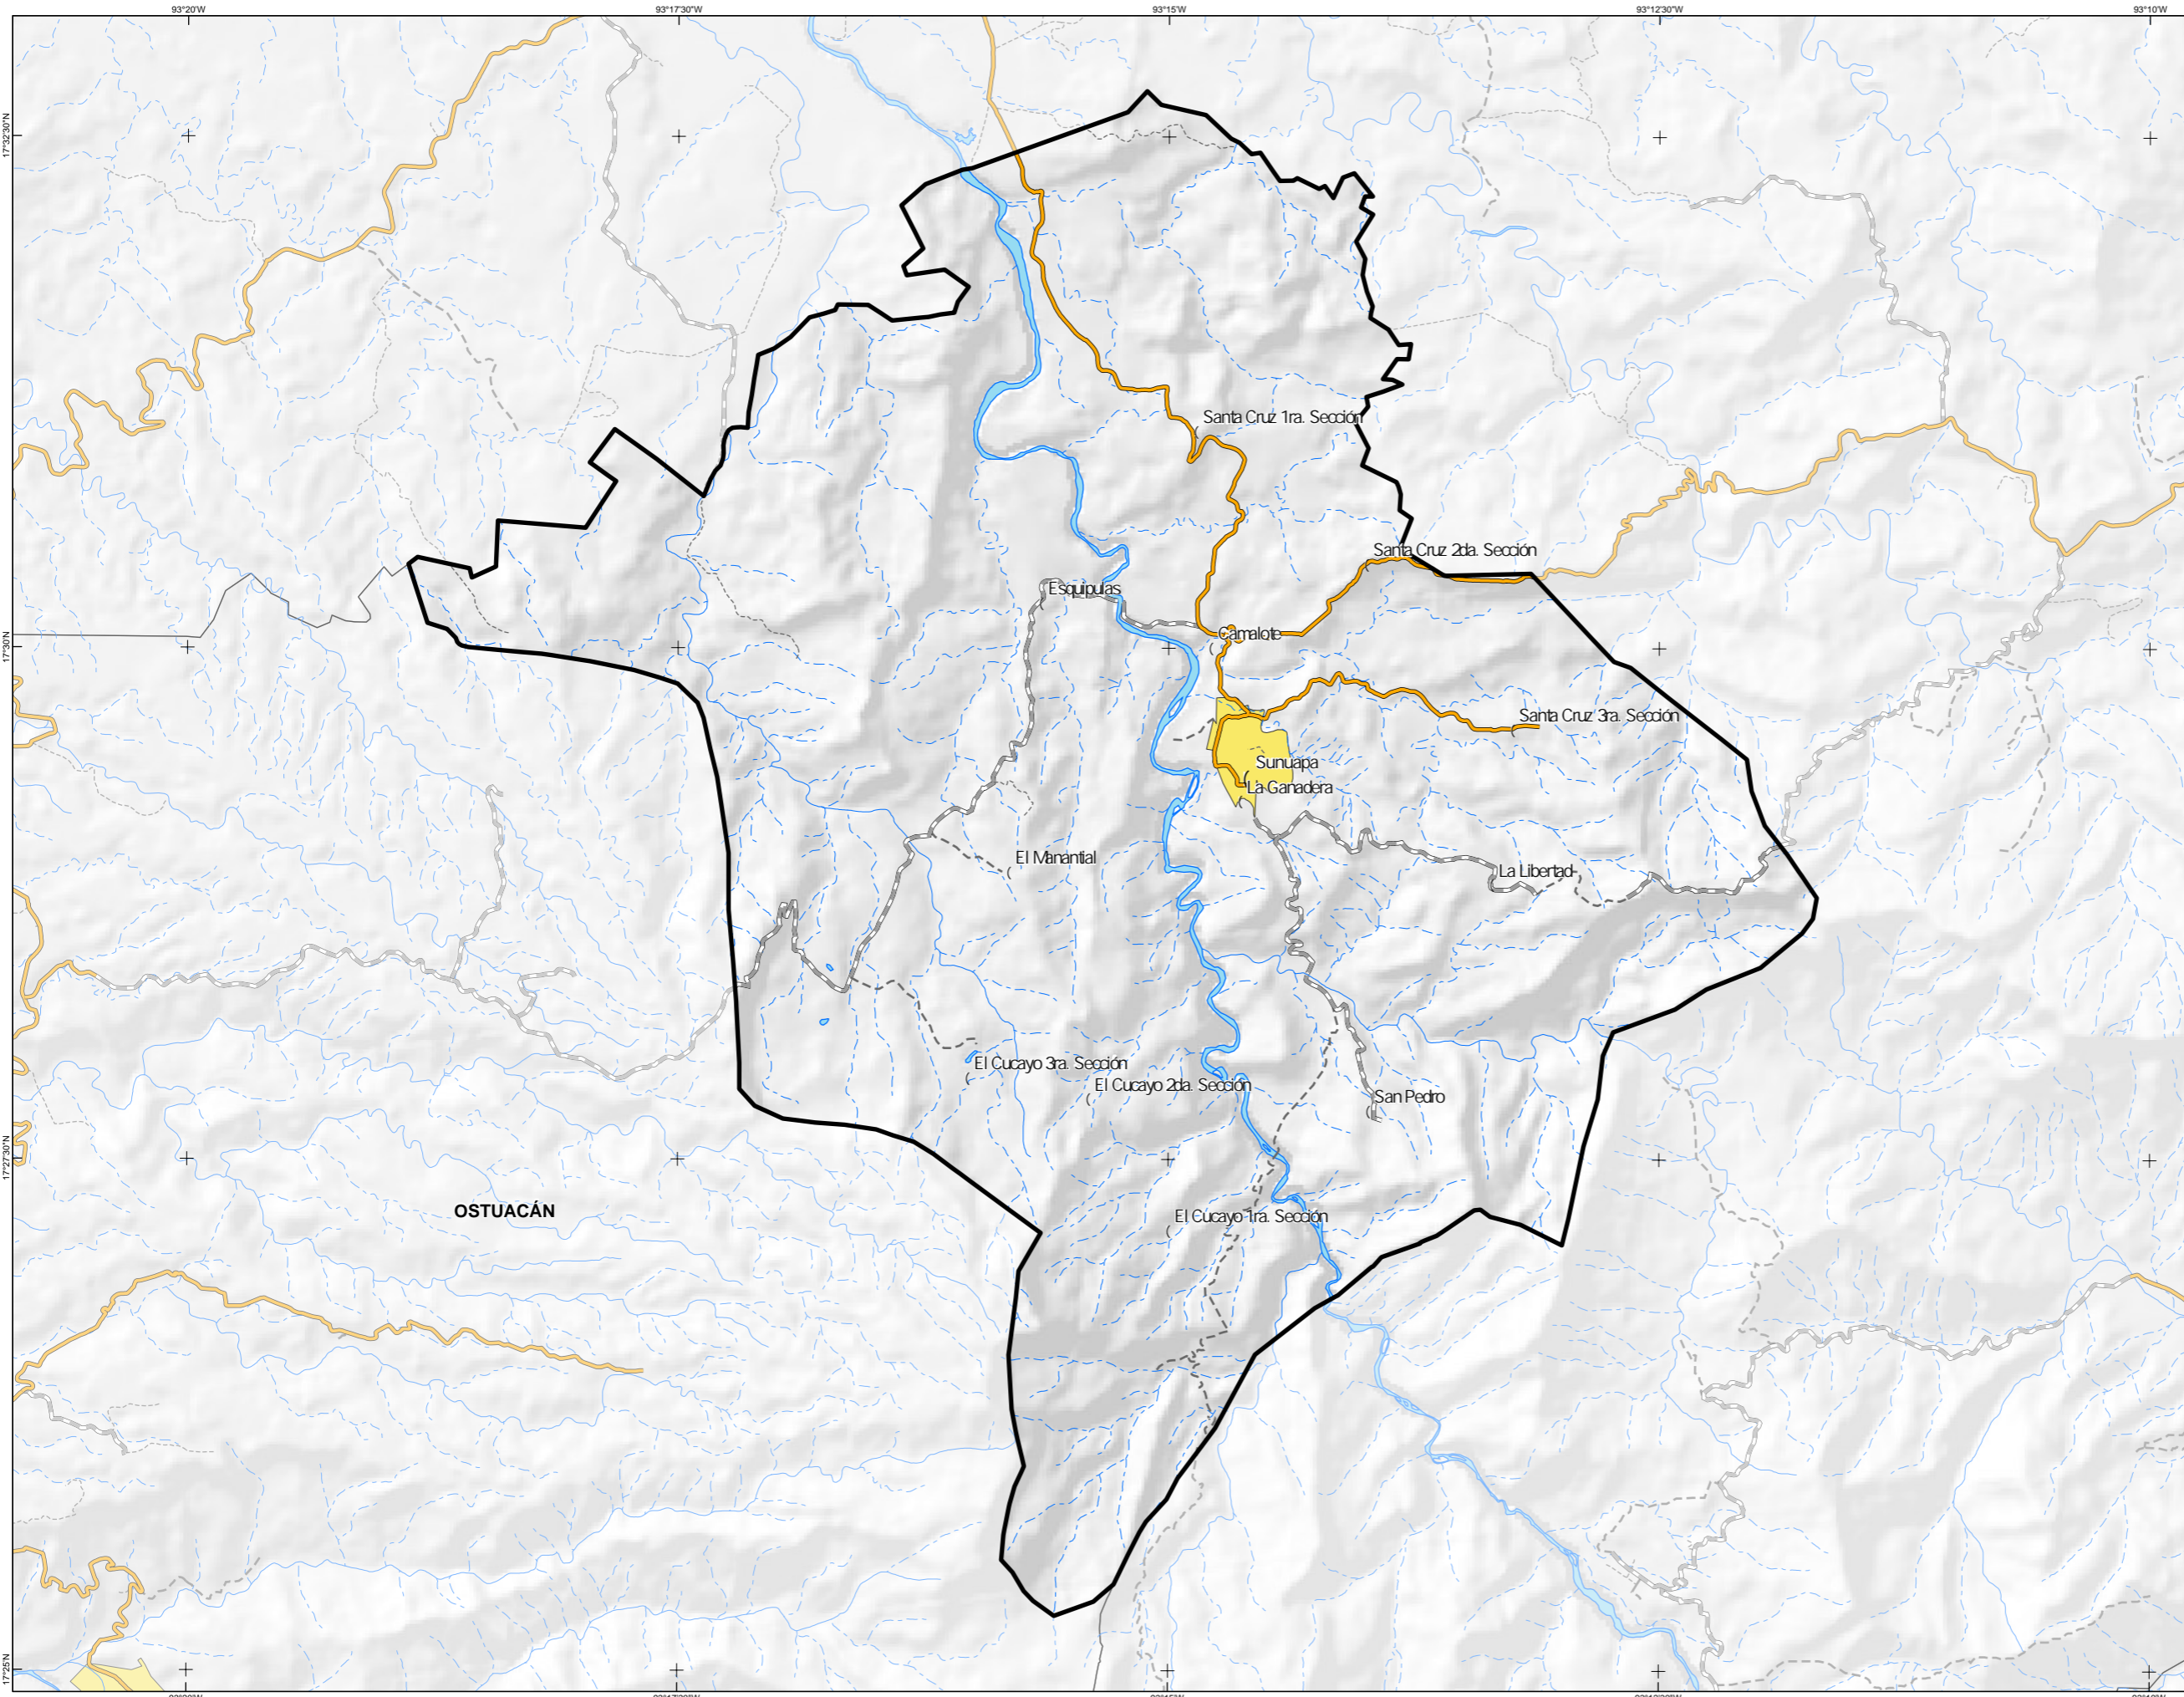 93°20'W
93°17'30"W
93°15'W
93°12'30"W
93°10'W
17°32'30"N
Santa Cruz 1ra. Sección
Santa Cruz 2da. Sección
Esquipulas
Camalote
17°30'N
Santa Cruz 3ra. Sección
Sunuapa
La Ganadera
El Manantial
La Libertad
El Cucayo 3ra. Sección
El Cucayo 2da. Sección
San Pedro
17°27'30"N
OSTUACÁN
El Cucayo 1ra. Sección
17°25'N